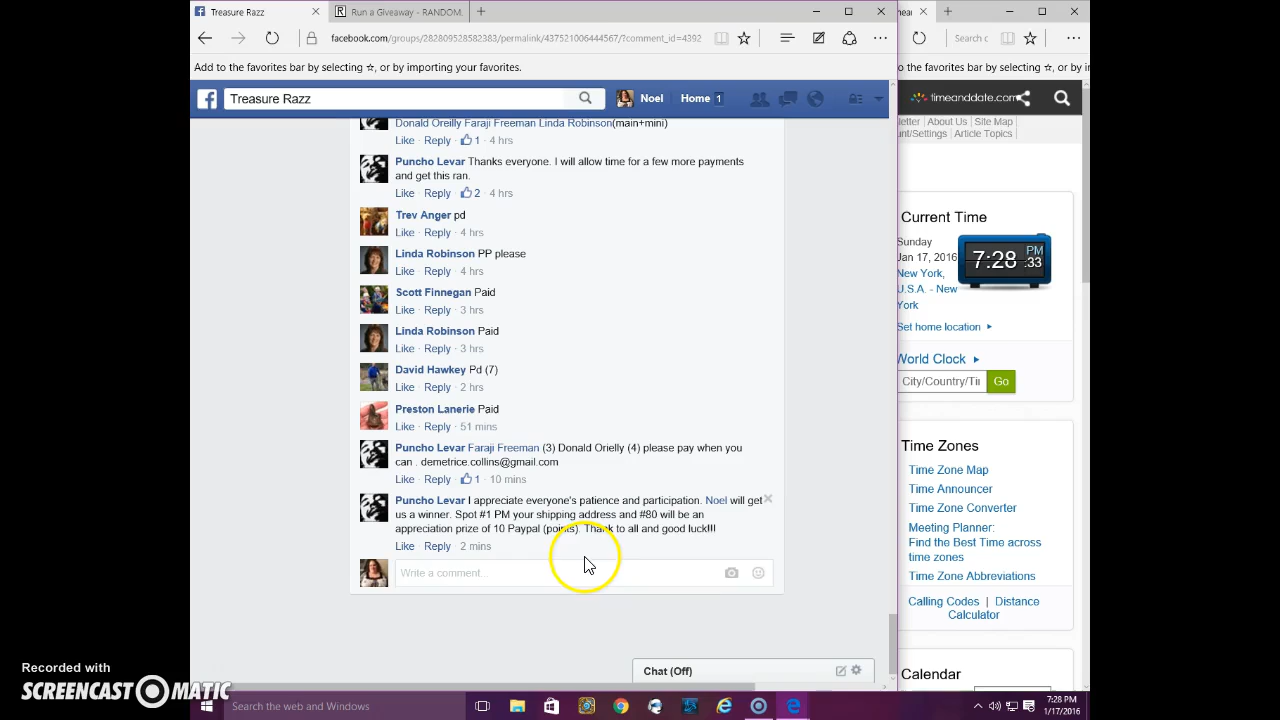 Treasure Razz
Run a Giveaway - RANDOM.
facebook.com/groups/282809528582383/permalink/437521006444567/?comment_id=4392
Search c
Add to the favorites bar by selecting ☆, or by importing your favorites.
to the favorites bar by selecting ☆, or by importing
Treasure Razz
Noel
Home 1
timeanddate.com
About Us | Site Map
Article Topics
Donald Oreilly Faraji Freeman Linda Robinson(main+mini)
Like · Reply · 1 · 4 hrs
Puncho Levar Thanks everyone. I will allow time for a few more payments
and get this ran.
Like · Reply · 2 · 4 hrs
Trev Anger pd
Like · Reply · 4 hrs
Linda Robinson PP please
Like · Reply · 4 hrs
Scott Finnegan Paid
Like · Reply · 3 hrs
Linda Robinson Paid
Like · Reply · 3 hrs
David Hawkey Pd (7)
Like · Reply · 2 hrs
Preston Lanerie Paid
Like · Reply · 51 mins
Puncho Levar Faraji Freeman (3) Donald Orielly (4) please pay when you
can . demetrice.collins@gmail.com
Like · Reply · 1 · 10 mins
Puncho Levar I appreciate everyone's patience and participation. Noel will get
us a winner. Spot #1 PM your shipping address and #80 will be an
appreciation prize of 10 Paypal (points). Thank to all and good luck!!!
Like · Reply · 2 mins
Write a comment...
Chat (Off)
Current Time
Sunday
Jan 17, 2016
New York,
U.S.A. - New
York
7:28 PM :33
Set home location
World Clock
City/Country/Ti
Go
Time Zones
Time Zone Map
Time Announcer
Time Zone Converter
Meeting Planner:
Find the Best Time across
time zones
Time Zone Abbreviations
Calling Codes | Distance
Calculator
Calendar
Recorded with
SCREENCAST MATIC
Search the web and Windows
7:28 PM
1/17/2016